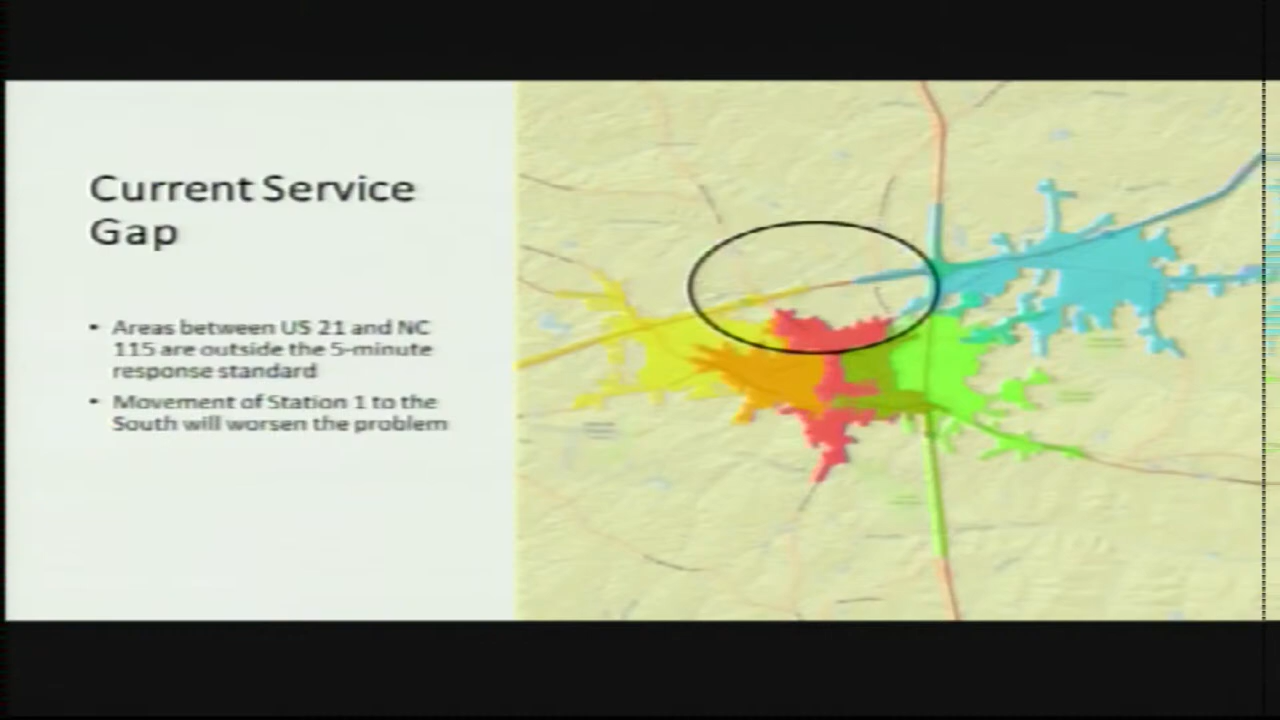 Current Service
Gap
• Areas between US 21 and NC
115 are outside the 5-minute
response standard
• Movement of Station 1 to the
South will worsen the problem